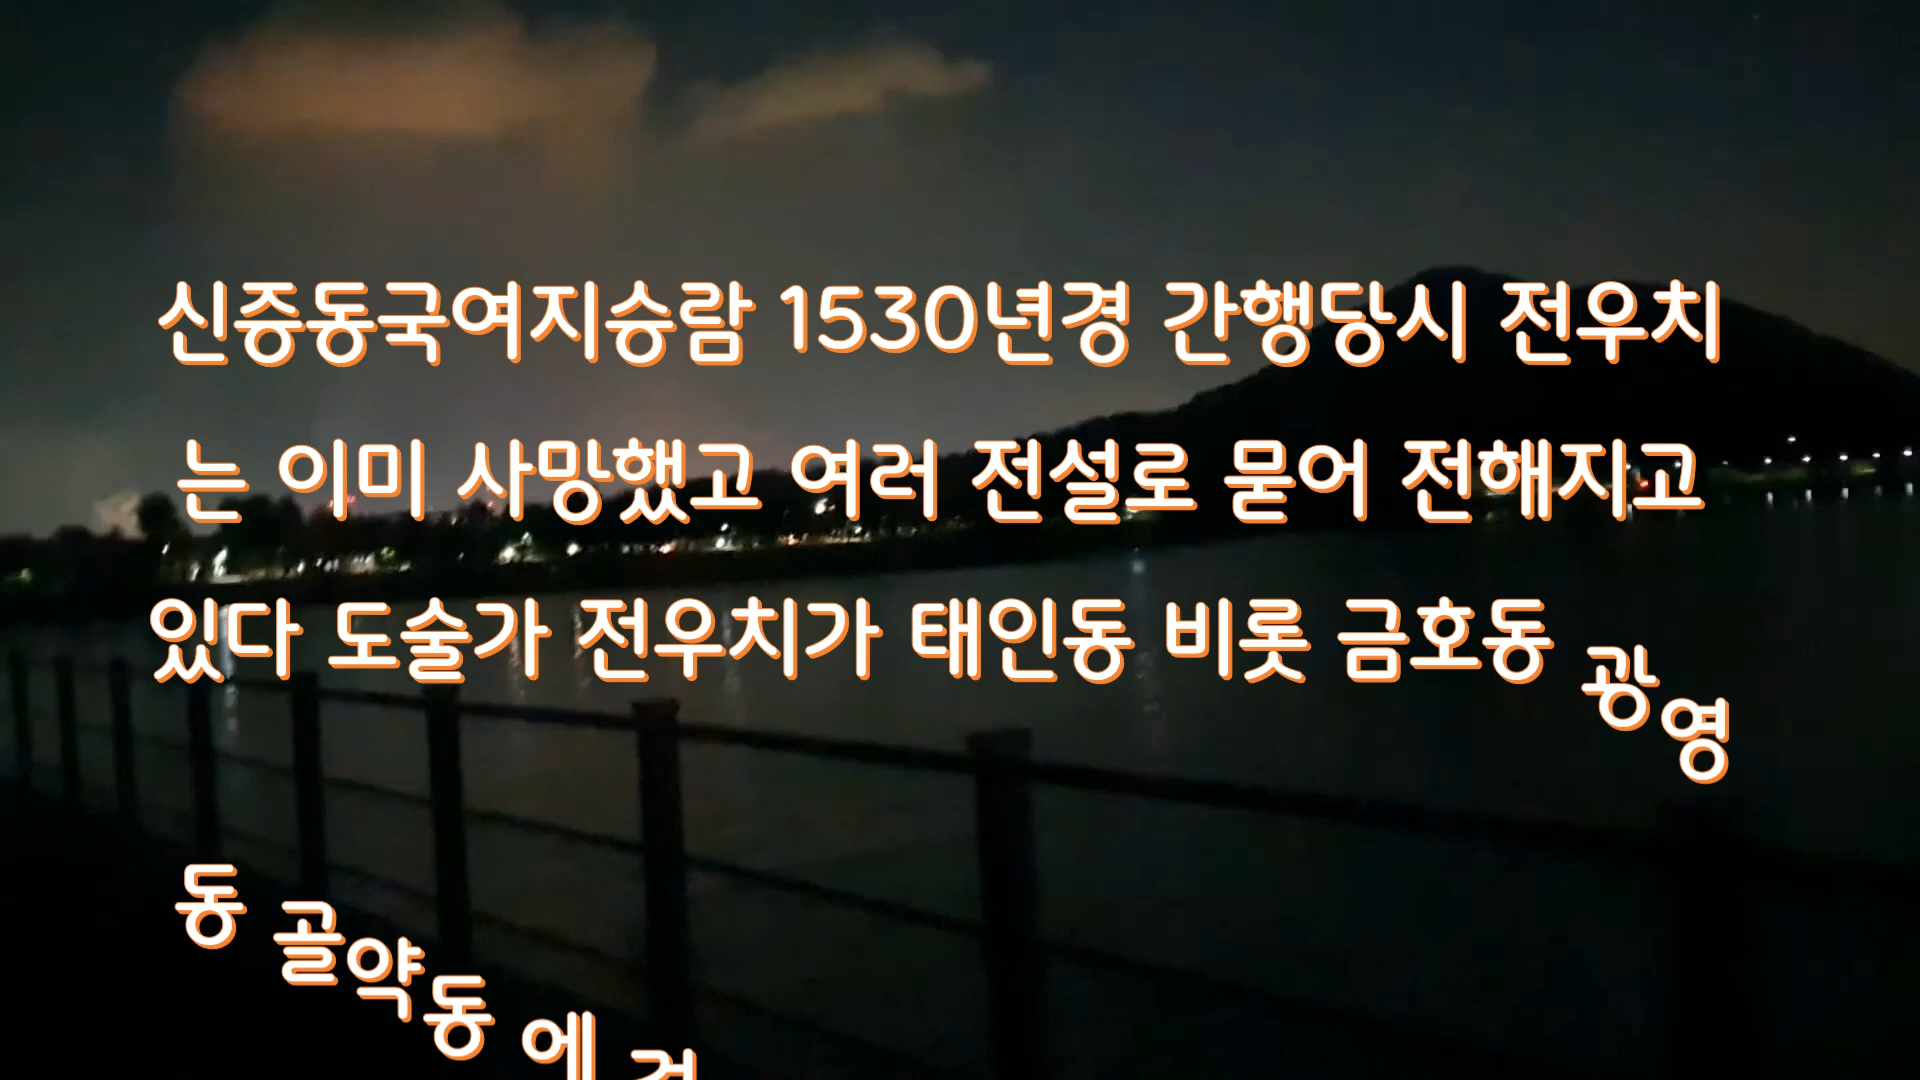 신증동국여지승람 1530년경 간행당시 전우치
는 이미 사망했고 여러 전설로 묻어 전해지고
있다 도술가 전우치가 태인동 비롯 금호동 광영
동 골약동 에